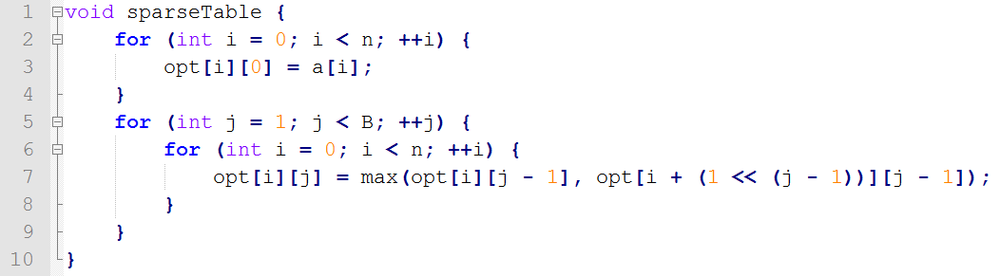 1 void sparseTable {
2     for (int i = 0; i < n; ++i) {
3         opt[i][0] = a[i];
4     }
5     for (int j = 1; j < B; ++j) {
6         for (int i = 0; i < n; ++i) {
7             opt[i][j] = max(opt[i][j - 1], opt[i + (1 << (j - 1))][j - 1]);
8         }
9     }
10 }